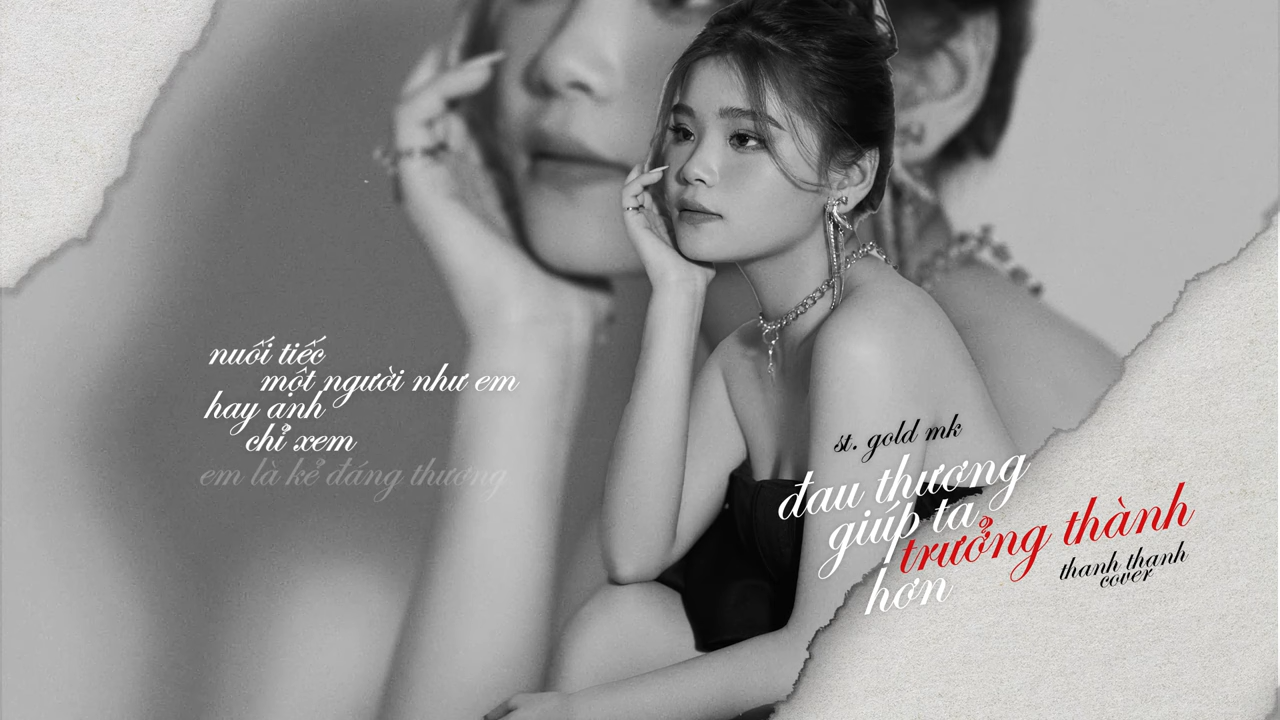 nuối tiếc
một người như em
hay anh
chỉ xem
em là kẻ đáng thương
st. gold mk
đau thương
giúp ta
trưởng thành
hơn
thanh thanh
cover